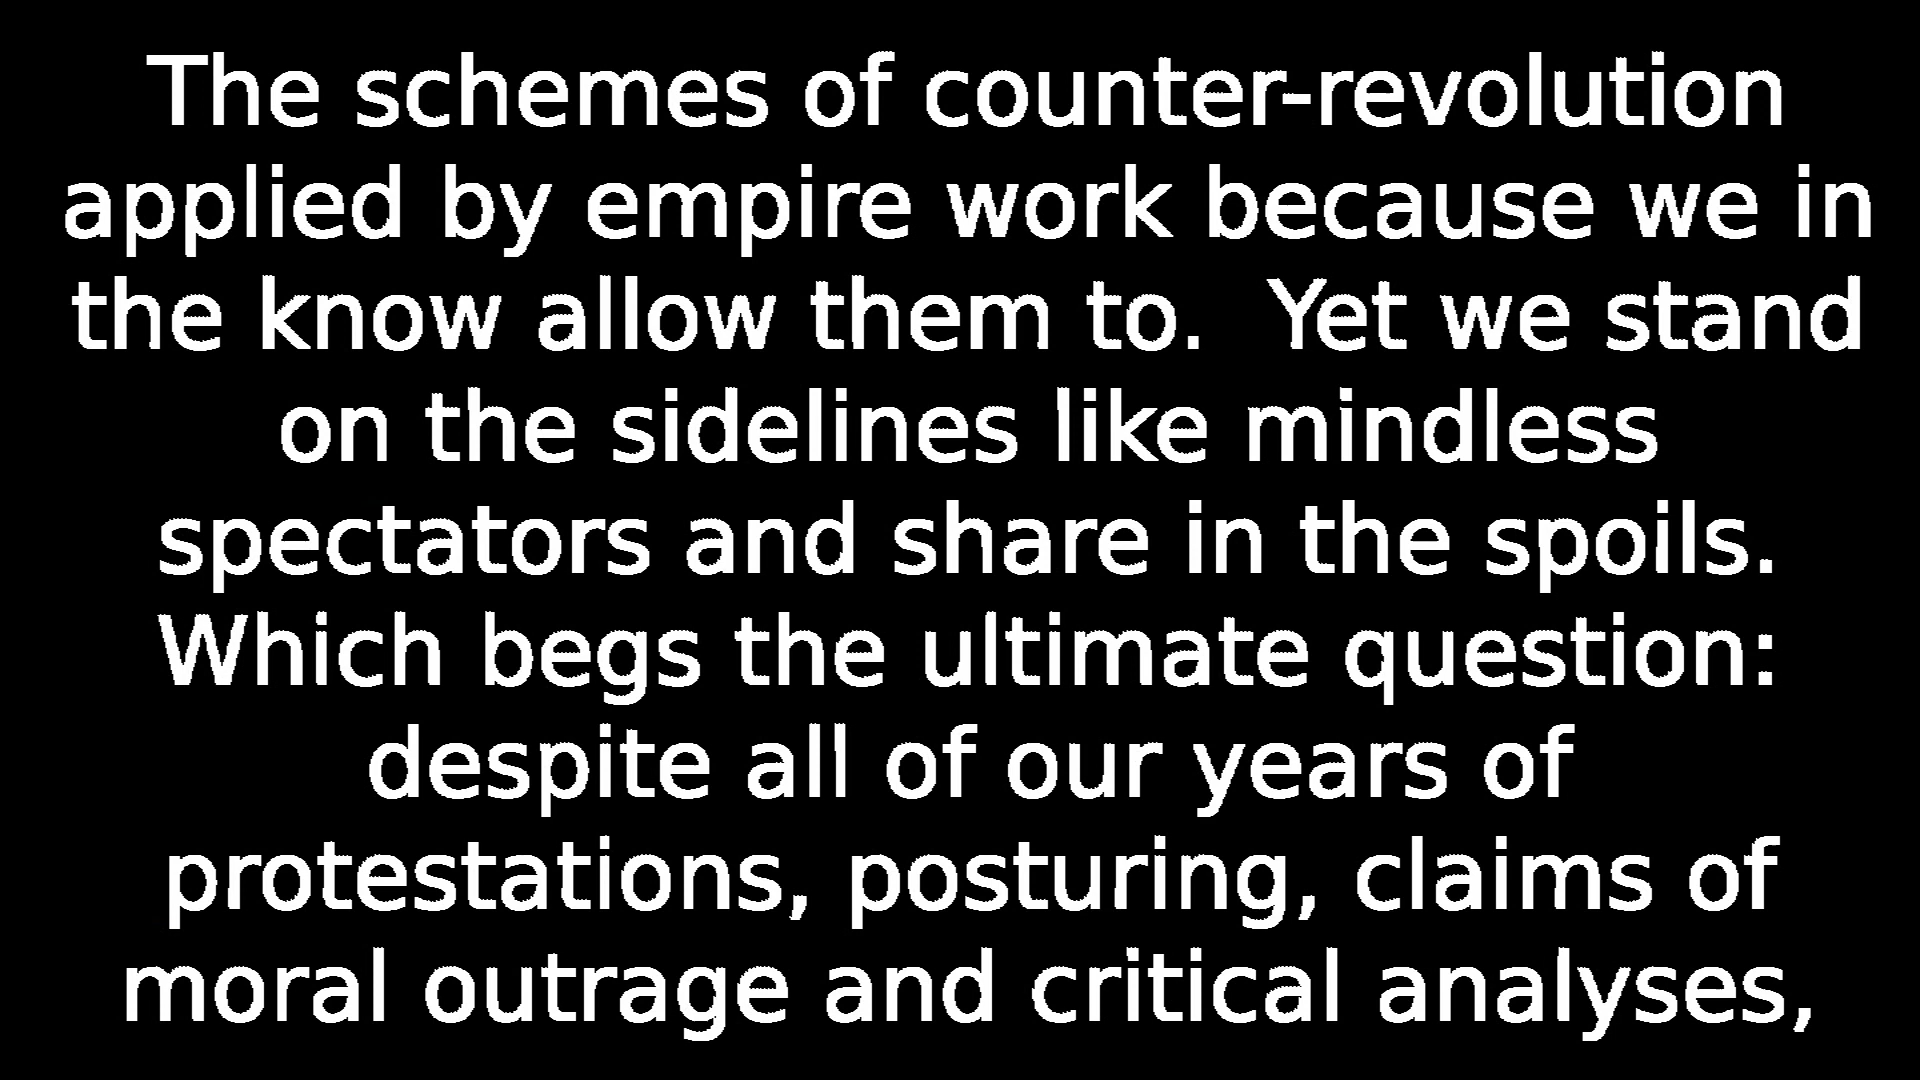 The schemes of counter-revolution
applied by empire work because we in
the know allow them to.  Yet we stand
on the sidelines like mindless
spectators and share in the spoils.
Which begs the ultimate question:
despite all of our years of
protestations, posturing, claims of
moral outrage and critical analyses,